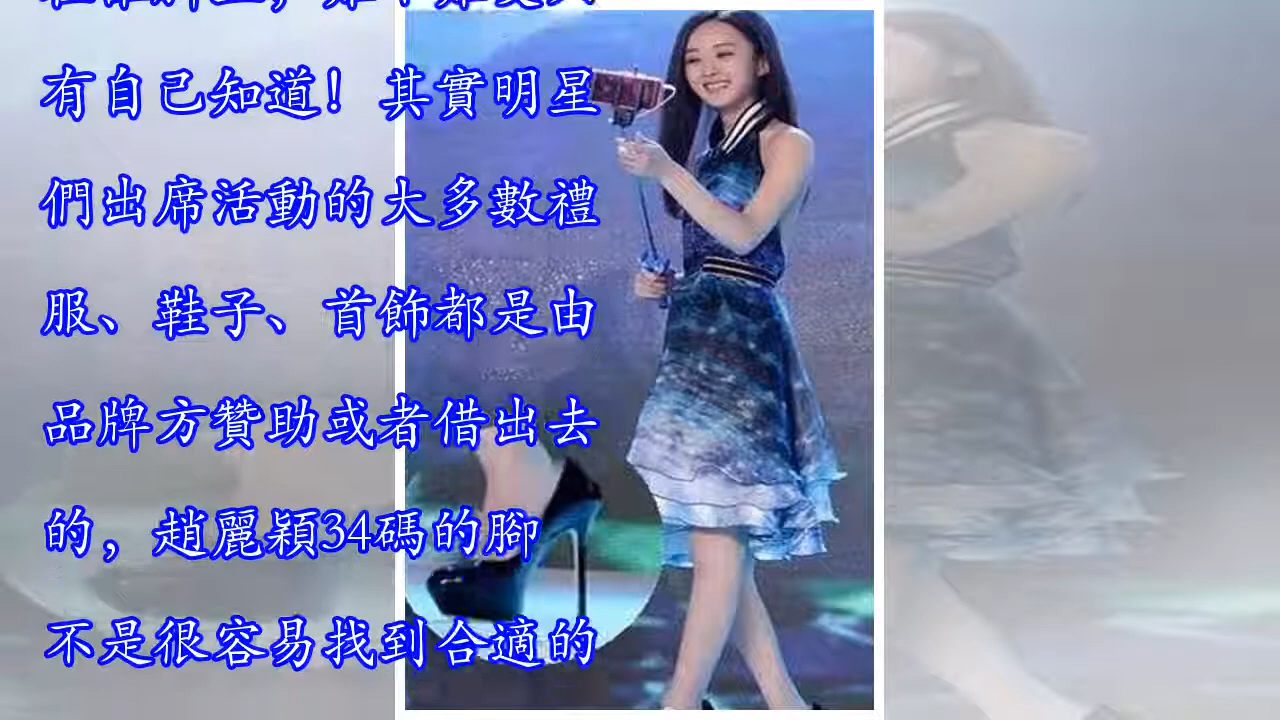 有自己知道！其實明星
們出席活動的大多數禮
服、鞋子、首飾都是由
品牌方贊助或者借出去
的，趙麗穎34碼的腳
不是很容易找到合適的